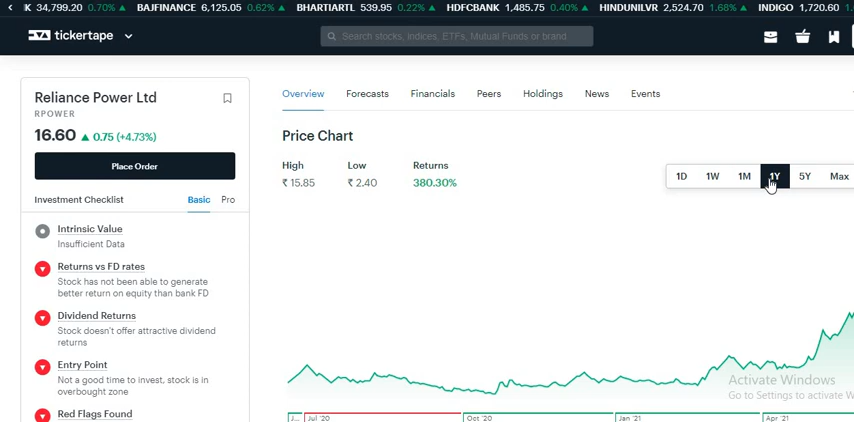 K 34,799.20 0.70% ▲ BAJFINANCE 6,125.05 0.62% ▲ BHARTIARTL 539.95 0.22% ▲ HDFCBANK 1,485.75 0.40% ▲ HINDUNILVR 2,524.70 1.68% ▲ INDIGO 1,720.60
tickertape
Search stocks, indices, ETFs, Mutual Funds or brand
Reliance Power Ltd
RPOWER
16.60 ▲ 0.75 (+4.73%)
Place Order
Investment Checklist Basic Pro
Intrinsic Value
Insufficient Data
Returns vs FD rates
Stock has not been able to generate
better return on equity than bank FD
Dividend Returns
Stock doesn't offer attractive dividend
returns
Entry Point
Not a good time to invest, stock is in
overbought zone
Red Flags Found
Overview Forecasts Financials Peers Holdings News Events
Price Chart
High Low Returns
₹ 15.85 ₹ 2.40 380.30%
1D 1W 1M 1Y 5Y Max
J... Jul '20 Oct '20 Jan '21 Apr '21
Activate Windows
Go to Settings to activate W